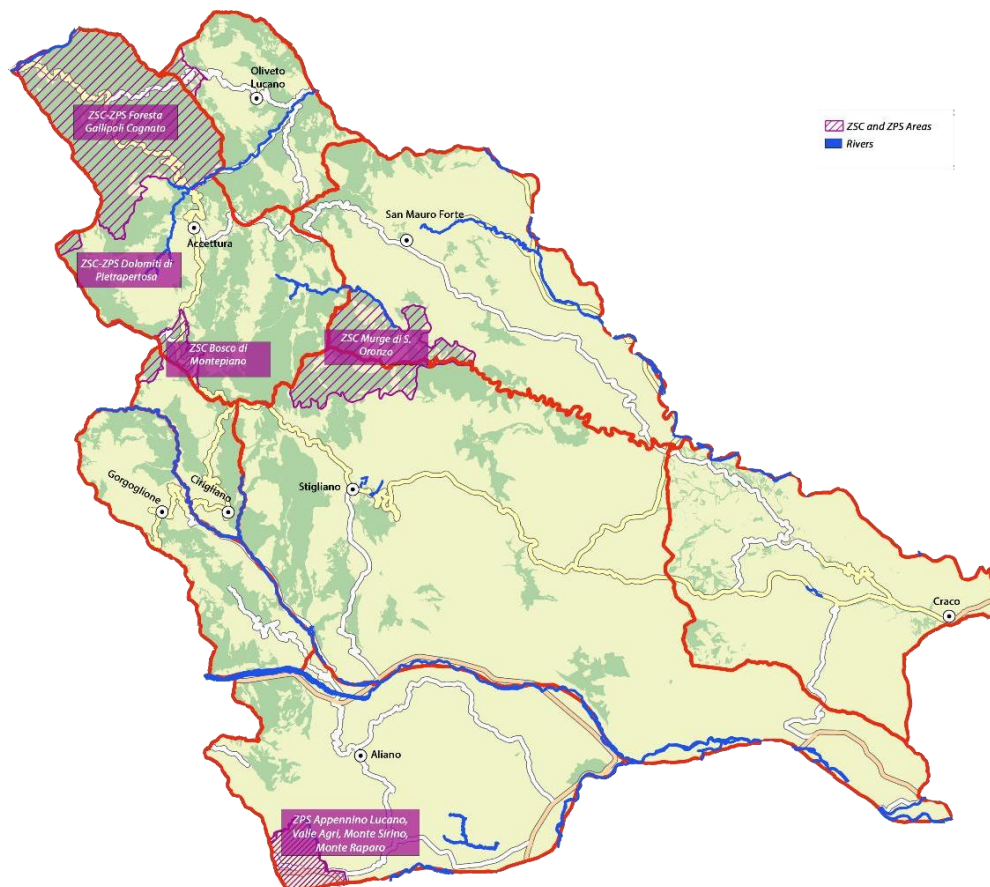 Oliveto
Lucano
ZSC-ZPS Foresta
Gallipoli Cognato
ZSC and ZPS Areas
Rivers
San Mauro Forte
Accettura
ZSC-ZPS Dolomiti di
Pietrapertosa
ZSC Bosco di
Montepiano
ZSC Murge di S.
Oronzo
Gorgoglione
Cirigliano
Stigliano
Craco
Aliano
ZPS Appennino Lucano,
Valle Agri, Monte Sirino,
Monte Raparo